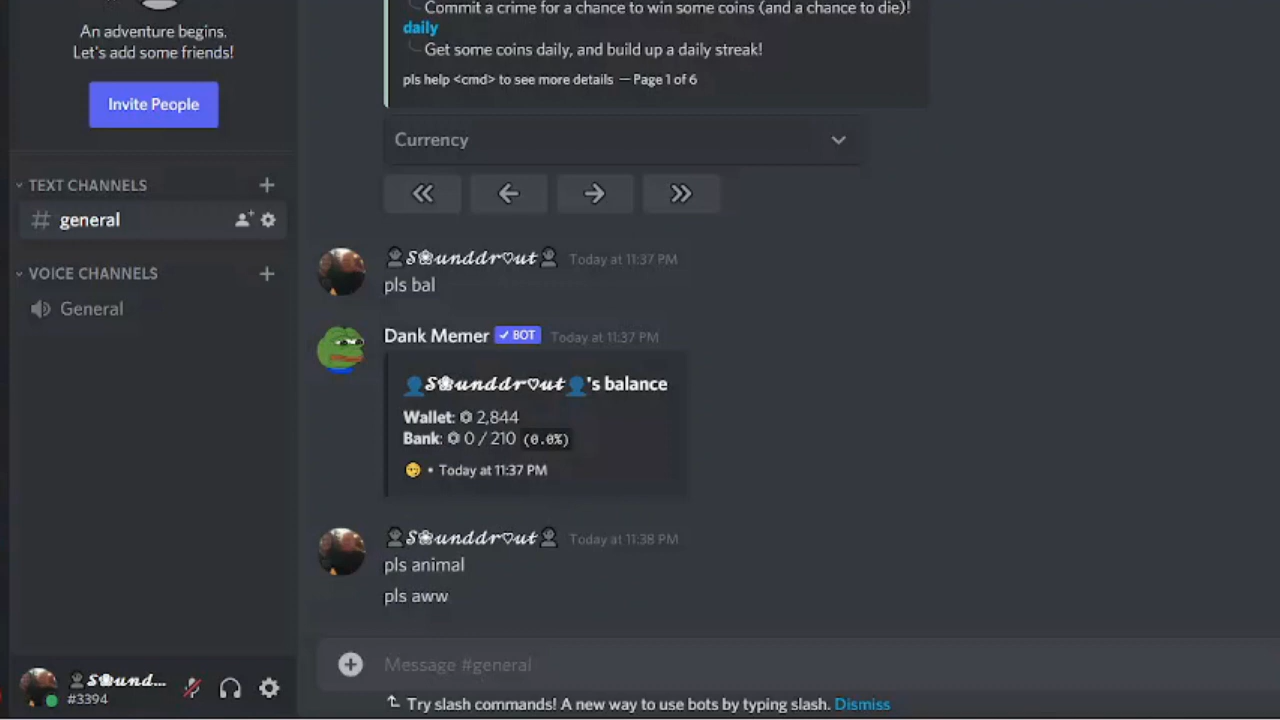 An adventure begins.
Let's add some friends!
Invite People
TEXT CHANNELS
general
VOICE CHANNELS
General
👤𝓢❀𝓾𝓷𝓭𝓭𝓻♡𝓾𝓽👤
Commit a crime for a chance to win some coins (and a chance to die)!
daily
Get some coins daily, and build up a daily streak!
pls help <cmd> to see more details — Page 1 of 6
Currency
👤𝓢❀𝓾𝓷𝓭𝓭𝓻♡𝓾𝓽👤 Today at 11:37 PM
pls bal
Dank Memer ✓ BOT Today at 11:37 PM
👤𝓢❀𝓾𝓷𝓭𝓭𝓻♡𝓾𝓽👤's balance
Wallet: 2,844
Bank: 0 / 210 (0.0%)
😏 • Today at 11:37 PM
👤𝓢❀𝓾𝓷𝓭𝓭𝓻♡𝓾𝓽👤 Today at 11:38 PM
pls animal
pls aww
Message #general
Try slash commands! A new way to use bots by typing slash. Dismiss
👤𝓢❀𝓾𝓷𝓭...
#3394